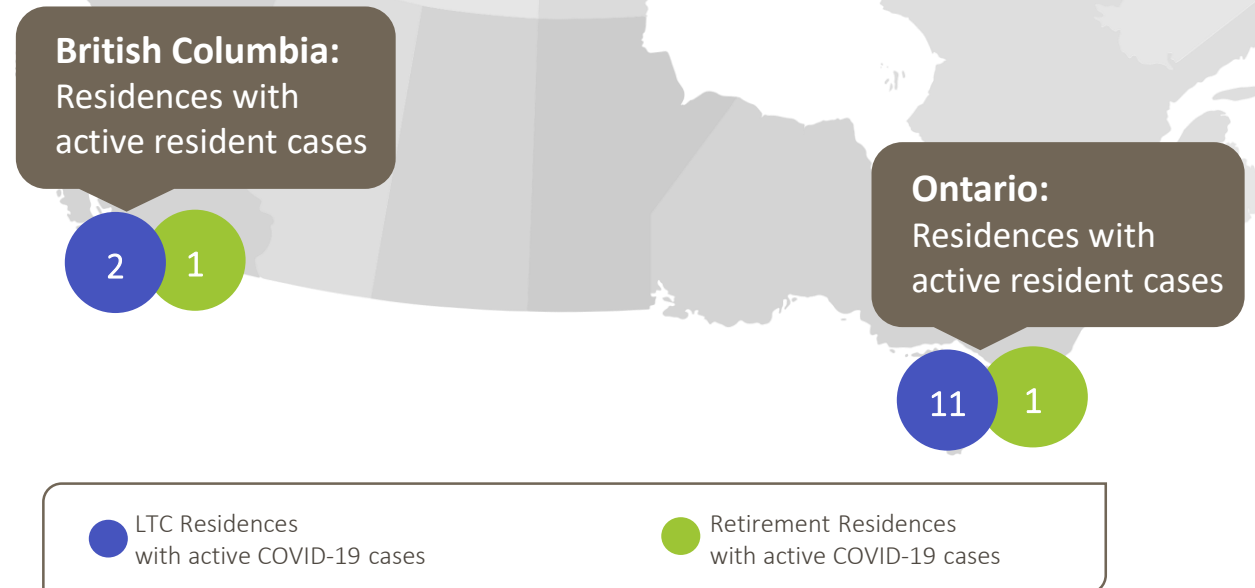 British Columbia:
Residences with
active resident cases
2 1
Ontario:
Residences with
active resident cases
11 1
LTC Residences
with active COVID-19 cases
Retirement Residences
with active COVID-19 cases